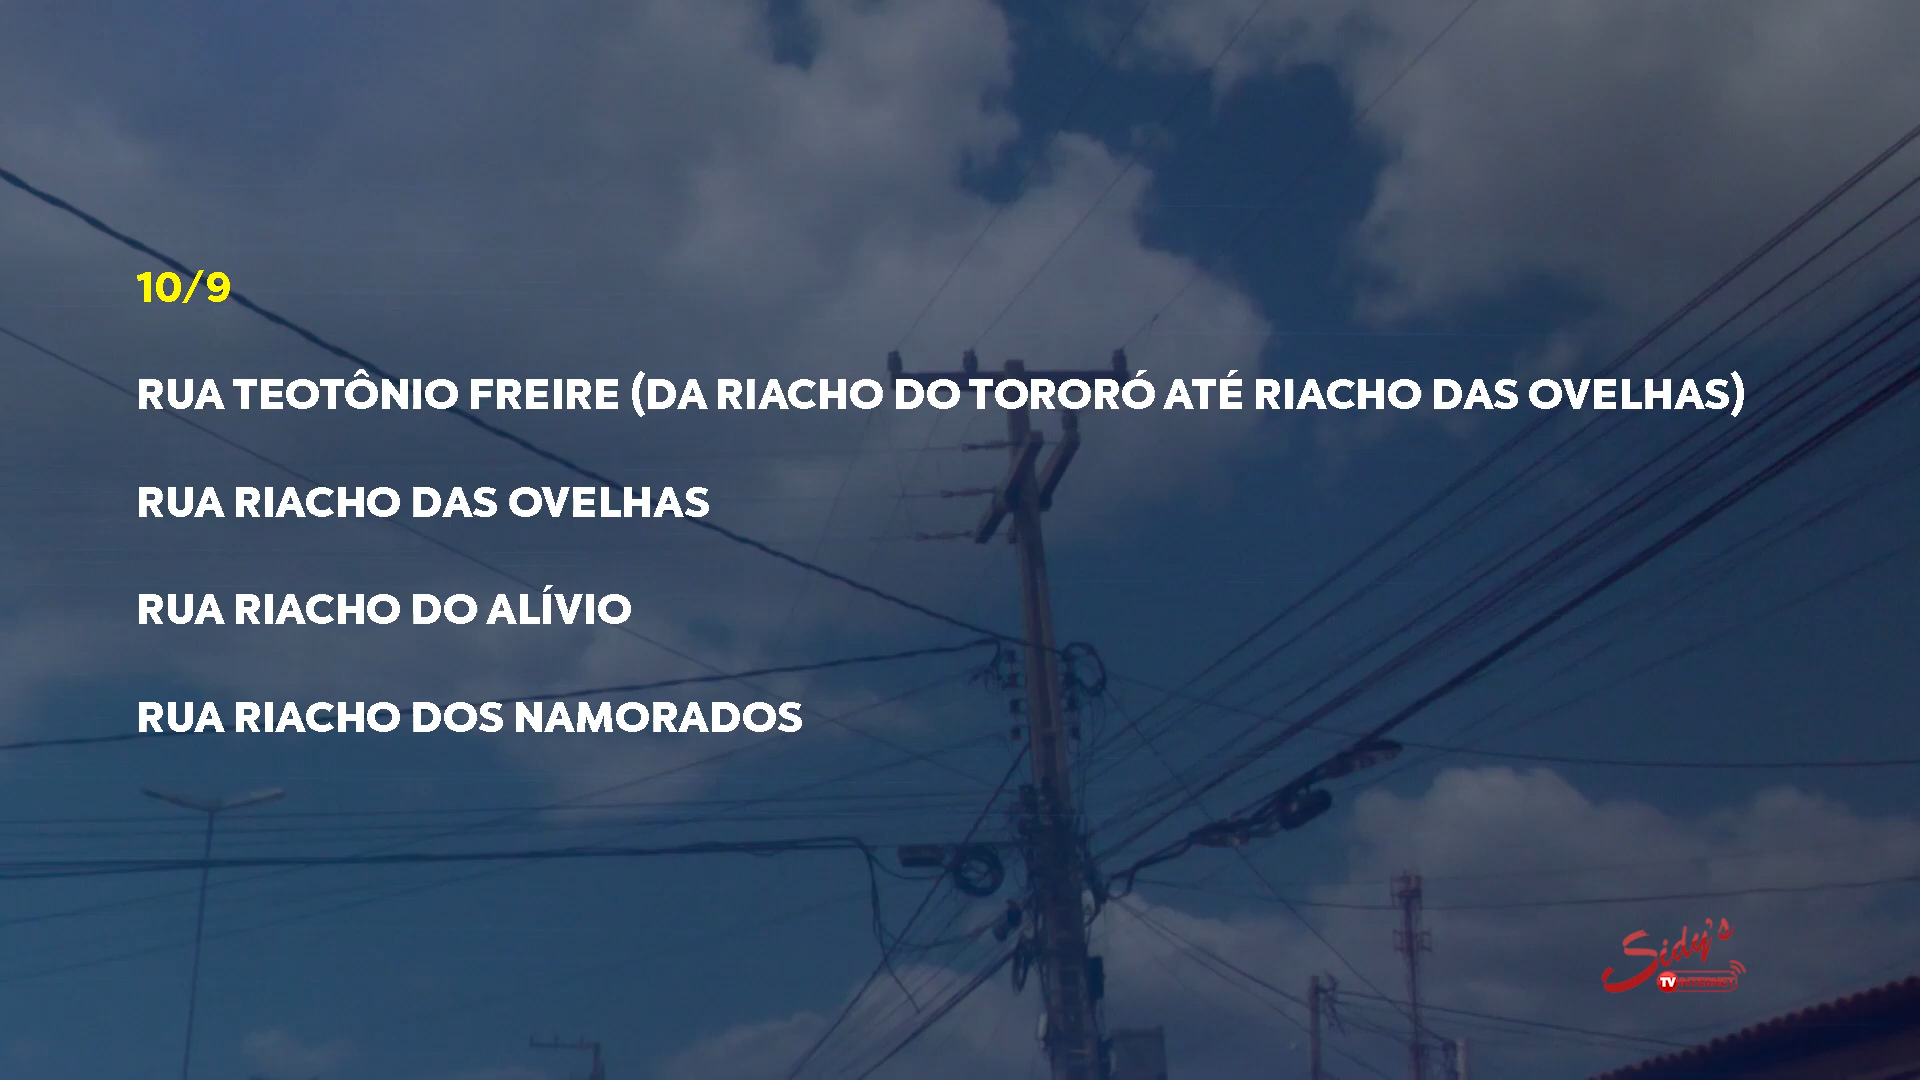 10/9
RUA TEOTÔNIO FREIRE (DA RIACHO DO TORORÓ ATÉ RIACHO DAS OVELHAS)
RUA RIACHO DAS OVELHAS
RUA RIACHO DO ALÍVIO
RUA RIACHO DOS NAMORADOS
Sidy's
TV INTERNET